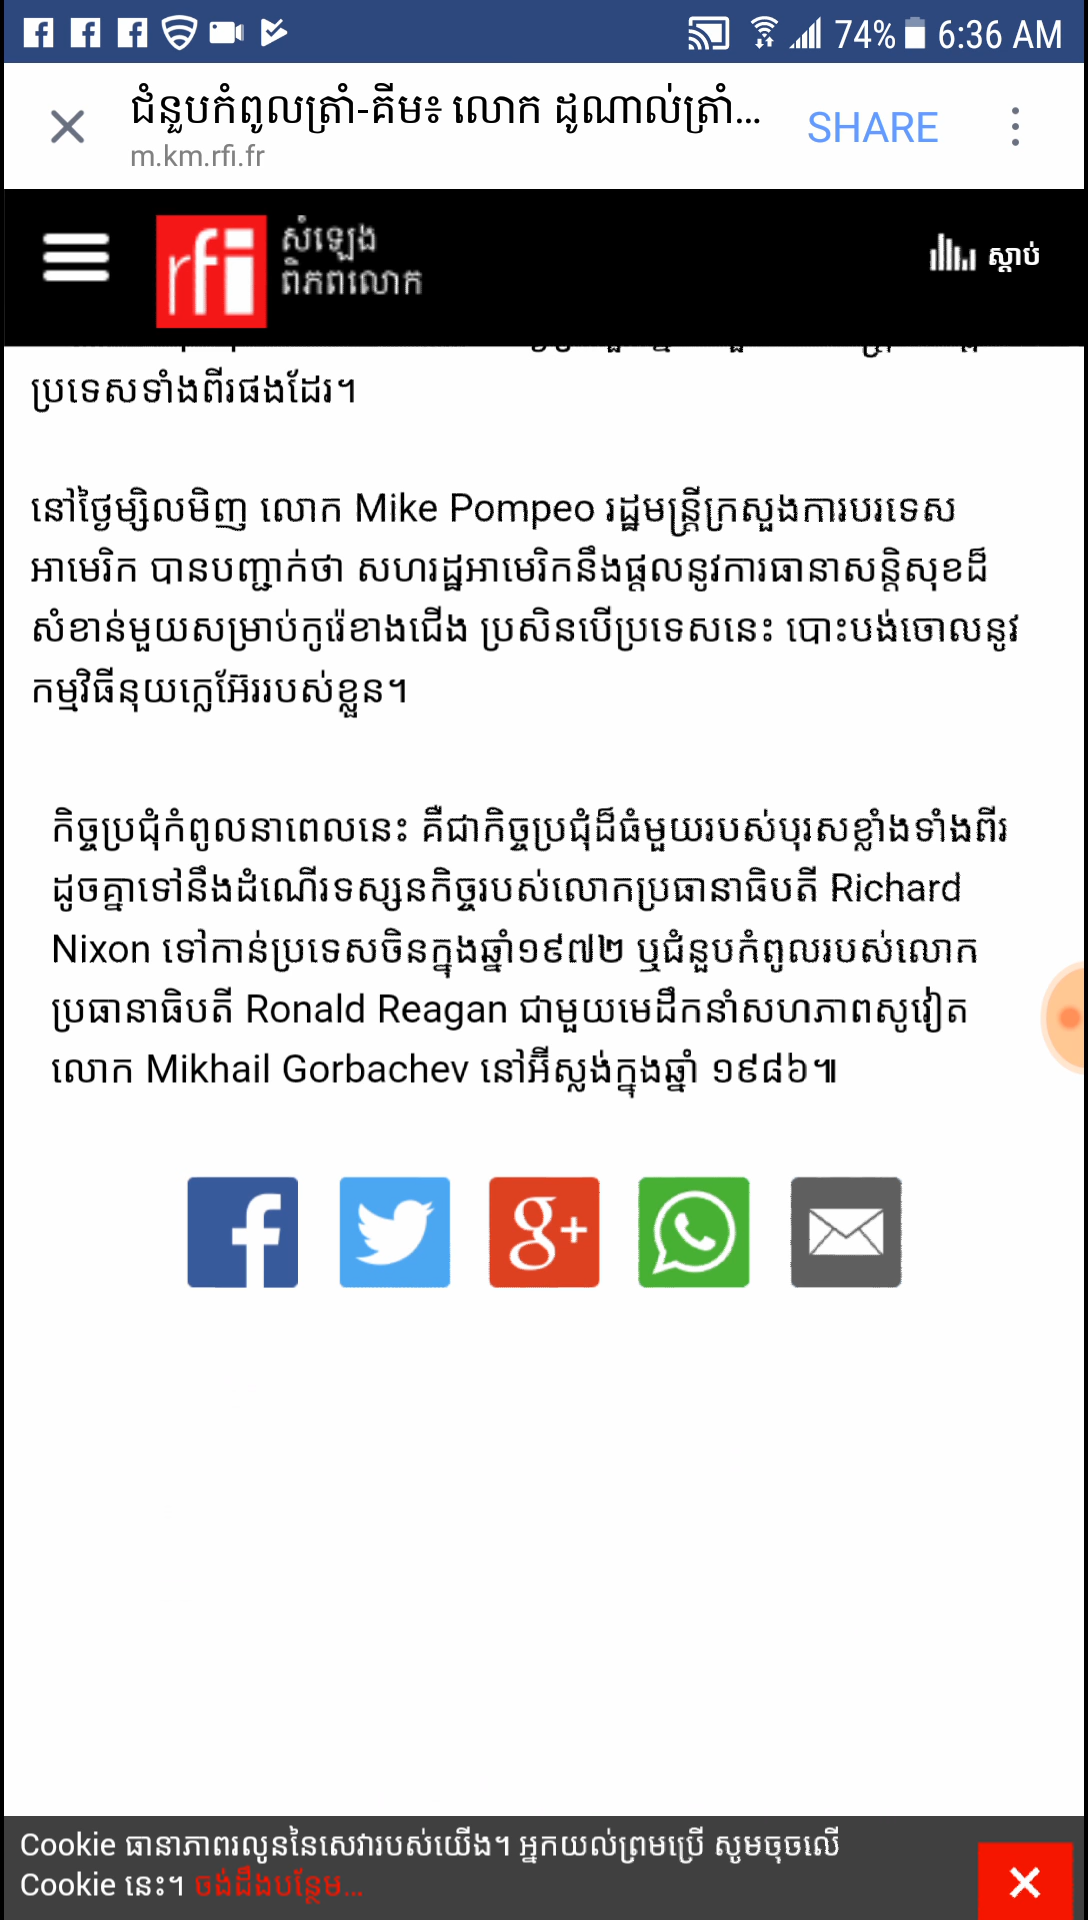 74% 6:36 AM
ជំនួបកំពូលត្រាំ-គីម៖ លោក ដូណាល់ត្រាំ...
SHARE
m.km.rfi.fr
rfi
សំឡេង
ពិភពលោក
ស្តាប់
ប្រទេសទាំងពីរផងដែរ។
នៅថ្ងៃម្សិលមិញ លោក Mike Pompeo រដ្ឋមន្ត្រីក្រសួងការបរទេស
អាមេរិក បានបញ្ជាក់ថា សហរដ្ឋអាមេរិកនឹងផ្តលនូវការធានាសន្តិសុខដ៏
សំខាន់មួយសម្រាប់កូរ៉េខាងជើង ប្រសិនបើប្រទេសនេះ បោះបង់ចោលនូវ
កម្មវិធីនុយក្លេអ៊ែររបស់ខ្លួន។
កិច្ចប្រជុំកំពូលនាពេលនេះ គឺជាកិច្ចប្រជុំដ៏ធំមួយរបស់បុរសខ្លាំងទាំងពីរ
ដូចគ្នាទៅនឹងដំណើរទស្សនកិច្ចរបស់លោកប្រធានាធិបតី Richard
Nixon ទៅកាន់ប្រទេសចិនក្នុងឆ្នាំ១៩៧២ ឬជំនួបកំពូលរបស់លោក
ប្រធានាធិបតី Ronald Reagan ជាមួយមេដឹកនាំសហភាពសូវៀត
លោក Mikhail Gorbachev នៅអ៊ីស្លង់ក្នុងឆ្នាំ ១៩៨៦៕
Cookie ធានាភាពរលូននៃសេវារបស់យើង។ អ្នកយល់ព្រមប្រើ សូមចុចលើ
Cookie នេះ។ ចង់ដឹងបន្ថែម...